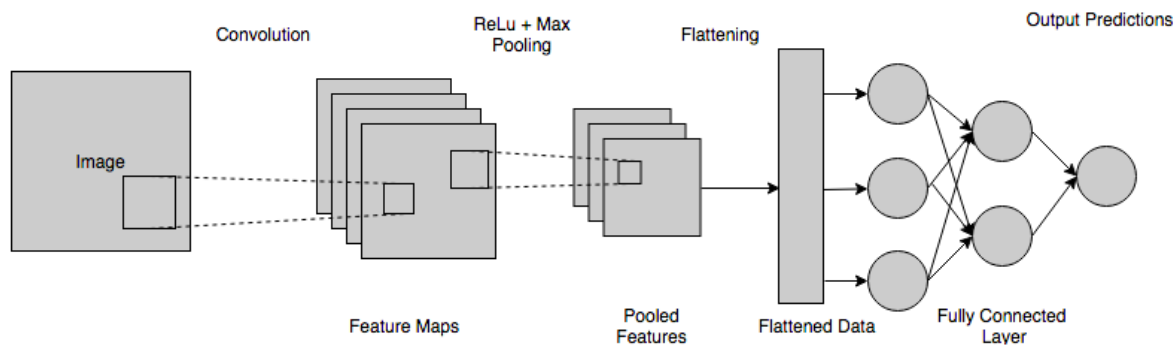 Convolution
ReLu + Max
Pooling
Flattening
Output Predictions
Image
Feature Maps
Pooled
Features
Flattened Data
Fully Connected
Layer